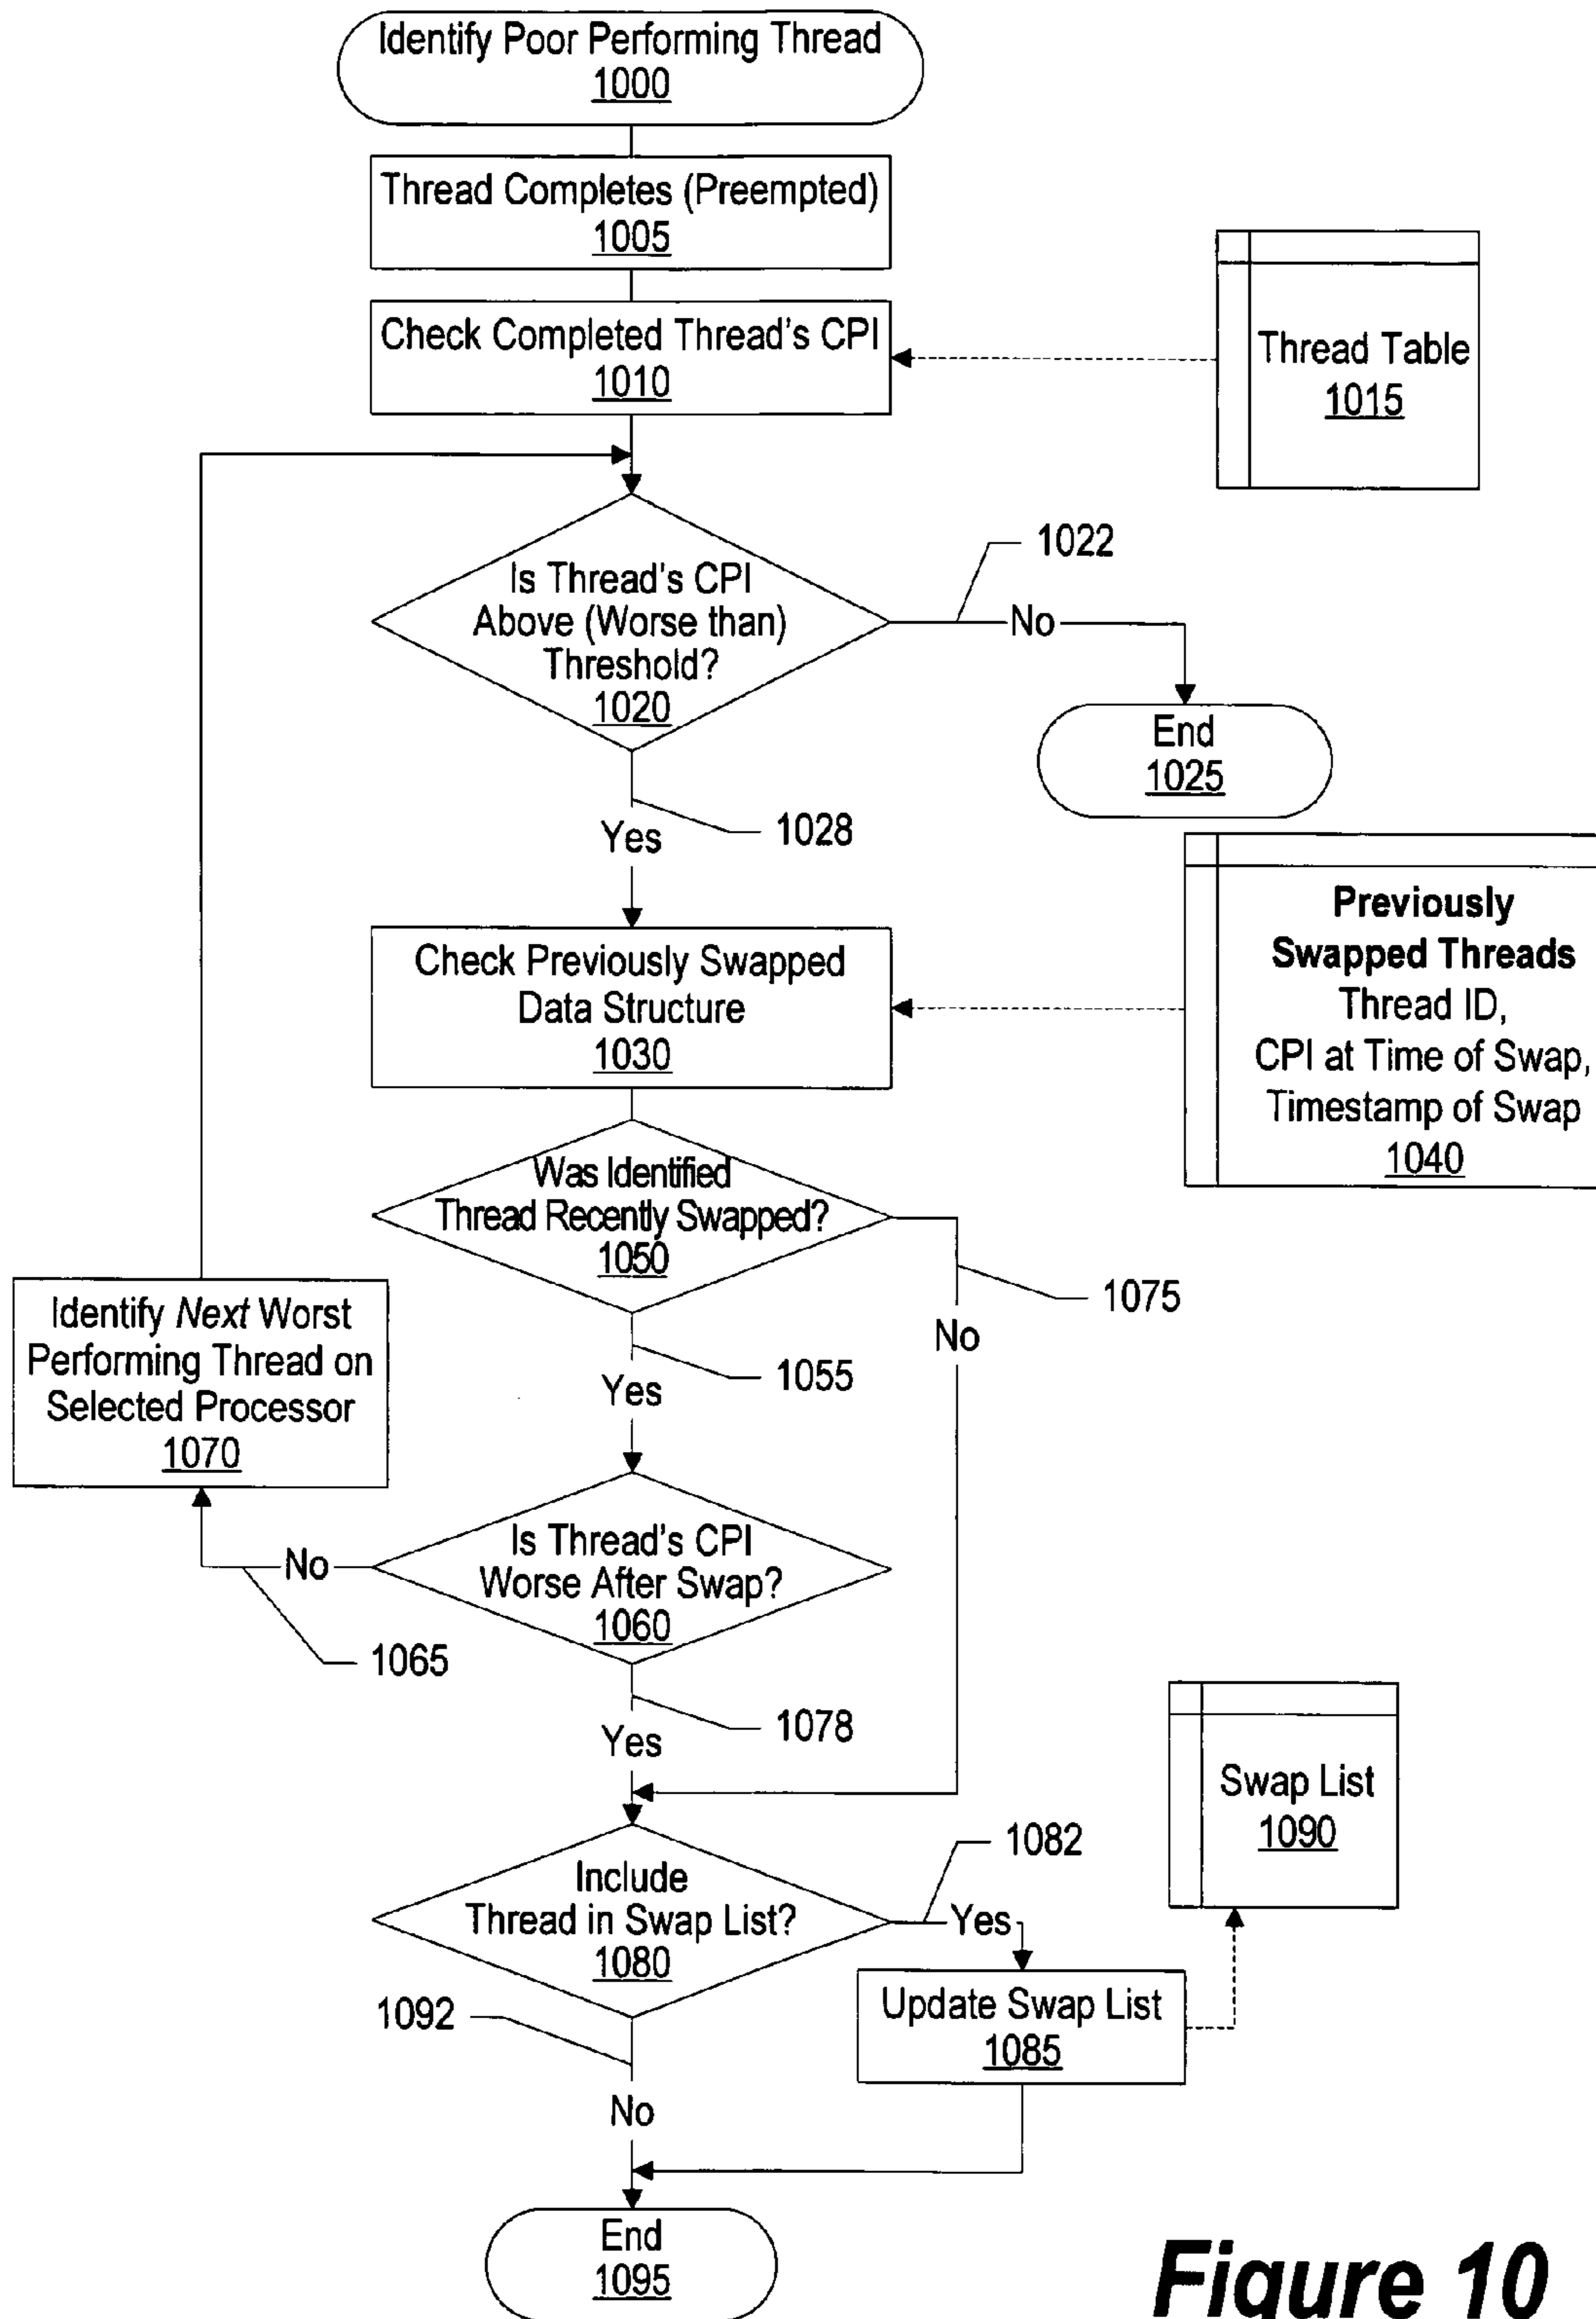 Identify Poor Performing Thread
1000
Thread Completes (Preempted)
1005
Check Completed Thread's CPI
1010
Thread Table
1015
Is Thread's CPI
Above (Worse than)
Threshold?
1020
1022
No
End
1025
1028
Yes
Check Previously Swapped
Data Structure
1030
Previously
Swapped Threads
Thread ID,
CPI at Time of Swap,
Timestamp of Swap
1040
Was Identified
Thread Recently Swapped?
1050
1075
No
1055
Yes
Identify Next Worst
Performing Thread on
Selected Processor
1070
Is Thread's CPI
Worse After Swap?
1060
No
1065
1078
Yes
Swap List
1090
Include
Thread in Swap List?
1080
1082
Yes
Update Swap List
1085
1092
No
End
1095
Figure 10